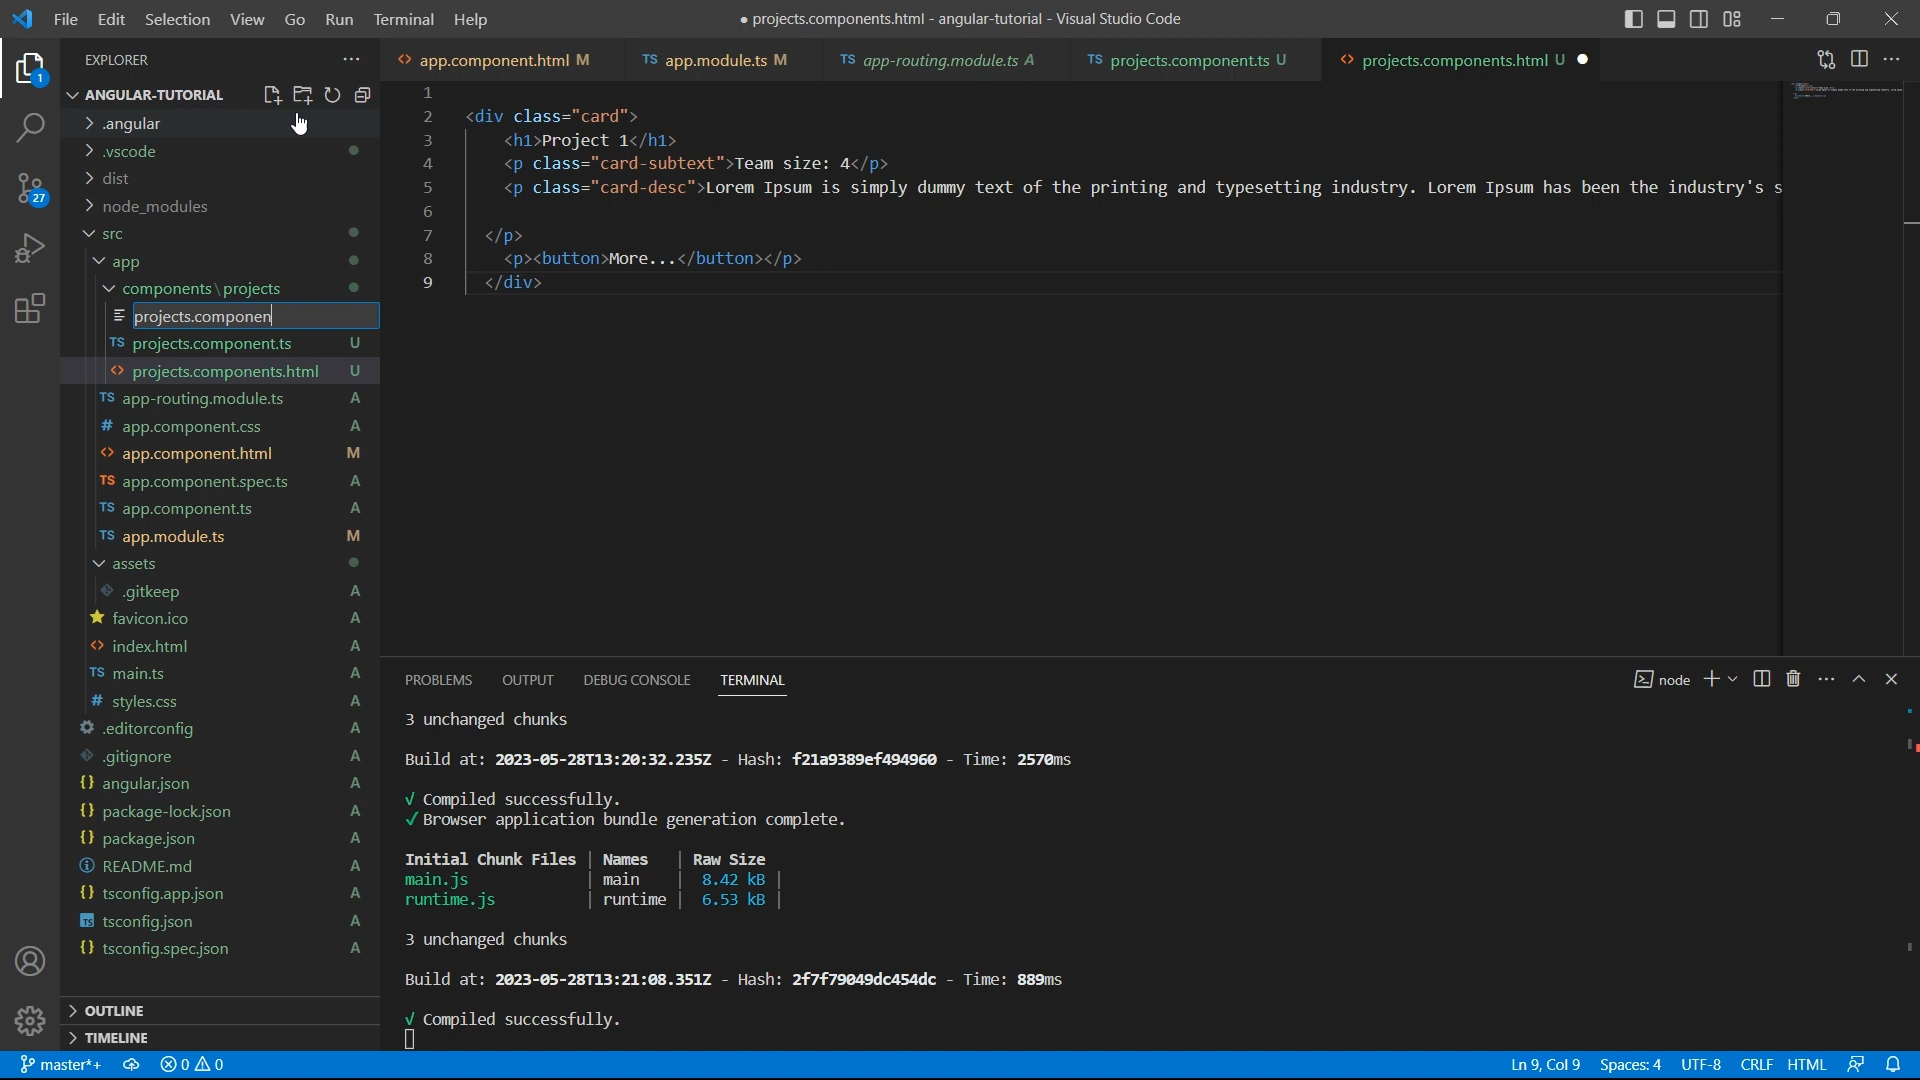 File Edit Selection View Go Run Terminal Help
● projects.components.html - angular-tutorial - Visual Studio Code
EXPLORER
1
27
ANGULAR-TUTORIAL
.angular
.vscode
dist
node_modules
src
app
components\projects
projects.componen
TS projects.component.ts U
<> projects.components.html U
TS app-routing.module.ts A
# app.component.css A
<> app.component.html M
TS app.component.spec.ts A
TS app.component.ts A
TS app.module.ts M
assets
.gitkeep A
favicon.ico A
<> index.html A
TS main.ts A
# styles.css A
.editorconfig A
.gitignore A
{} angular.json A
{} package-lock.json A
{} package.json A
README.md A
{} tsconfig.app.json A
TS tsconfig.json A
{} tsconfig.spec.json A
OUTLINE
TIMELINE
<> app.component.html M
TS app.module.ts M
TS app-routing.module.ts A
TS projects.component.ts U
<> projects.components.html U
1
2 <div class="card">
3 <h1>Project 1</h1>
4 <p class="card-subtext">Team size: 4</p>
5 <p class="card-desc">Lorem Ipsum is simply dummy text of the printing and typesetting industry. Lorem Ipsum has been the industry's s
6
7 </p>
8 <p><button>More...</button></p>
9 </div>
PROBLEMS OUTPUT DEBUG CONSOLE TERMINAL
node
3 unchanged chunks
Build at: 2023-05-28T13:20:32.235Z - Hash: f21a9389ef494960 - Time: 2570ms
√ Compiled successfully.
✓ Browser application bundle generation complete.
Initial Chunk Files | Names | Raw Size
main.js | main | 8.42 kB |
runtime.js | runtime | 6.53 kB |
3 unchanged chunks
Build at: 2023-05-28T13:21:08.351Z - Hash: 2f7f79049dc454dc - Time: 889ms
√ Compiled successfully.
master*+ 0 0
Ln 9, Col 9 Spaces: 4 UTF-8 CRLF HTML